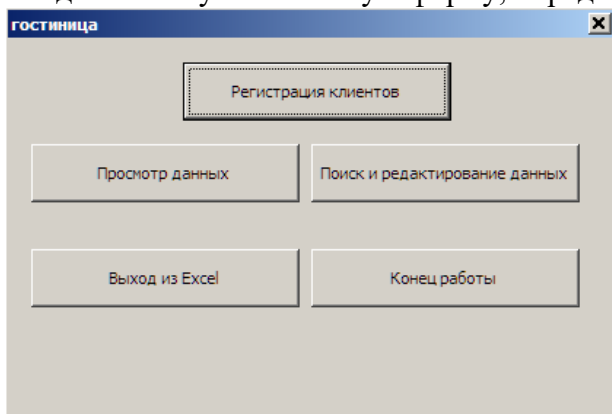 гостиница
Регистрация клиентов
Просмотр данных
Поиск и редактирование данных
Выход из Excel
Конец работы